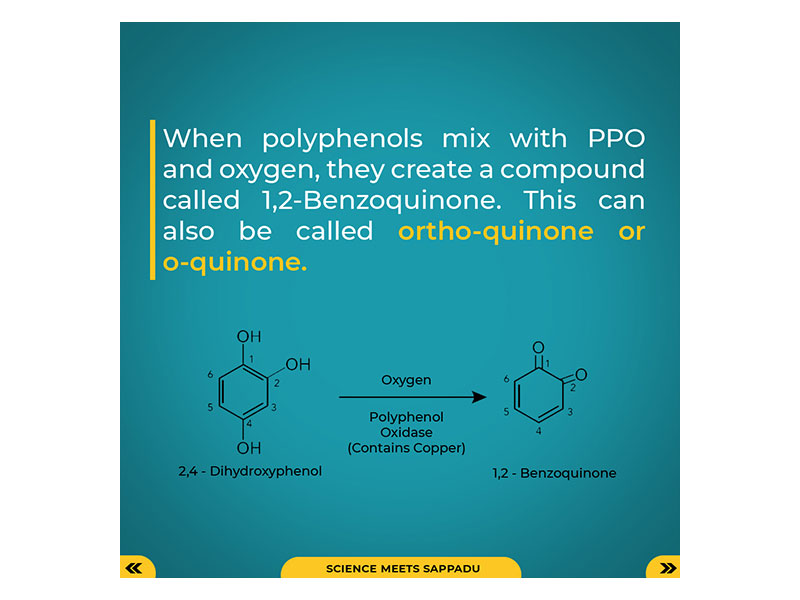 When polyphenols mix with PPO
and oxygen, they create a compound
called 1,2-Benzoquinone. This can
also be called ortho-quinone or
o-quinone.
OH
1
OH
6
2
5
3
4
OH
2,4 - Dihydroxyphenol
Oxygen
Polyphenol
Oxidase
(Contains Copper)
O
1
O
6
2
5
3
4
1,2 - Benzoquinone
SCIENCE MEETS SAPPADU